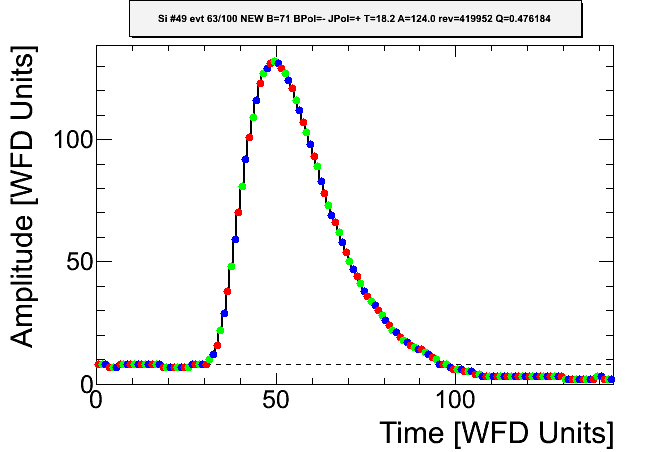 Si #49 evt 63/100 NEW B=71 BPol=- JPol=+ T=18.2 A=124.0 rev=419952 Q=0.476184
Amplitude [WFD Units]
100
50
0
0 50 100
Time [WFD Units]